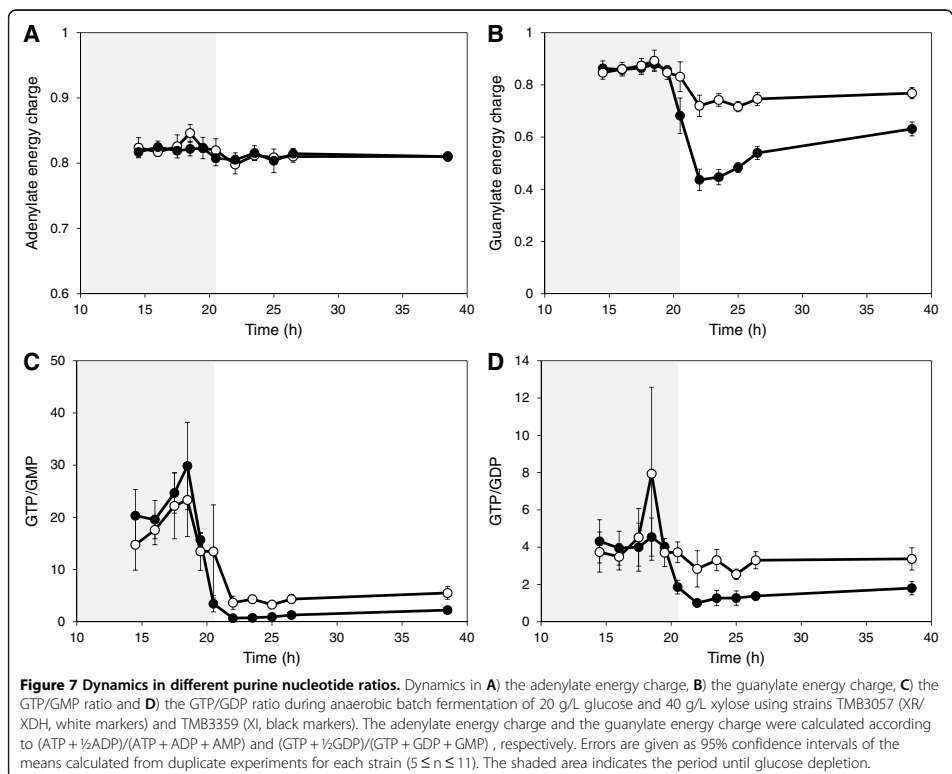 A
1
0.9
0.8
0.7
0.6
Adenylate energy charge
10 15 20 25 30 35 40
Time (h)
B
1
0.8
0.6
0.4
0.2
0
Guanylate energy charge
10 15 20 25 30 35 40
Time (h)
C
50
40
30
20
10
0
GTP/GMP
10 15 20 25 30 35 40
Time (h)
D
14
12
10
8
6
4
2
0
GTP/GDP
10 15 20 25 30 35 40
Time (h)
Figure 7 Dynamics in different purine nucleotide ratios. Dynamics in A) the adenylate energy charge, B) the guanylate energy charge, C) the
GTP/GMP ratio and D) the GTP/GDP ratio during anaerobic batch fermentation of 20 g/L glucose and 40 g/L xylose using strains TMB3057 (XR/
XDH, white markers) and TMB3359 (XI, black markers). The adenylate energy charge and the guanylate energy charge were calculated according
to (ATP + ½ADP)/(ATP + ADP + AMP) and (GTP + ½GDP)/(GTP + GDP + GMP) , respectively. Errors are given as 95% confidence intervals of the
means calculated from duplicate experiments for each strain (5 ≤ n ≤ 11). The shaded area indicates the period until glucose depletion.